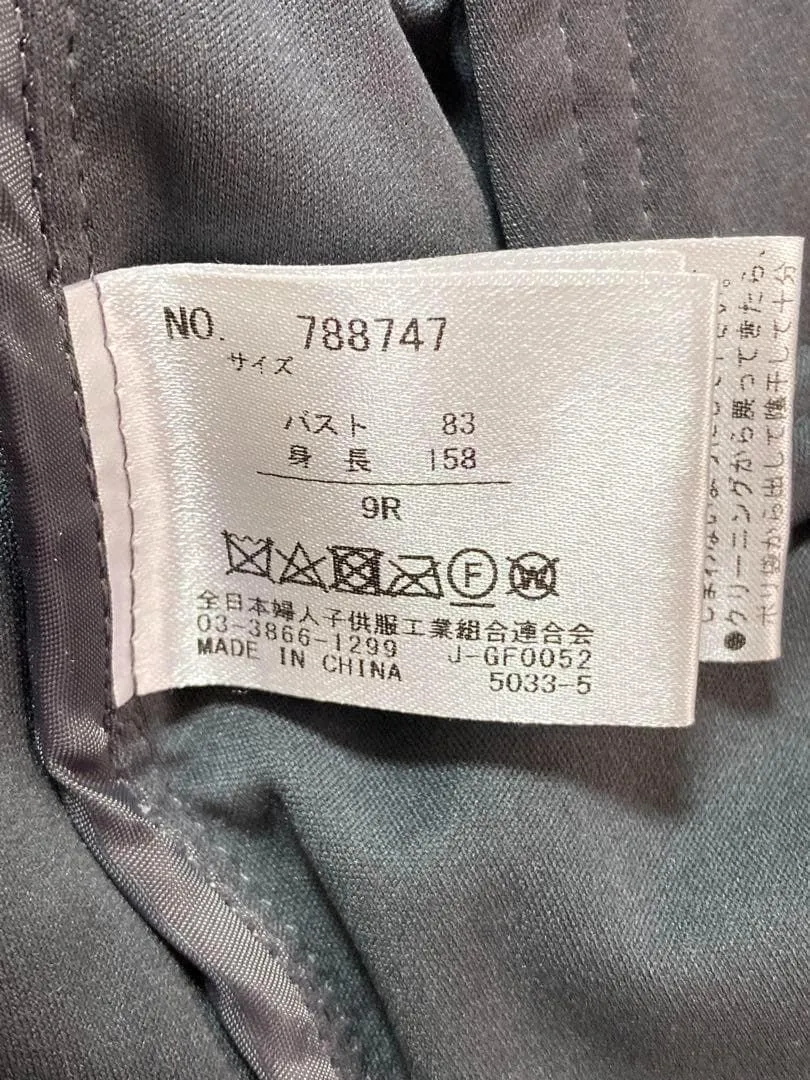 NO. 788747
サイズ
バスト 83
身長 158
9R
F W
全日本婦人子供服工業組合連合会
03-3866-1299 J-GF0052
MADE IN CHINA 5033-5
●クリーニングから戻ってきたら、
ポリ袋から出して陰干しして十分